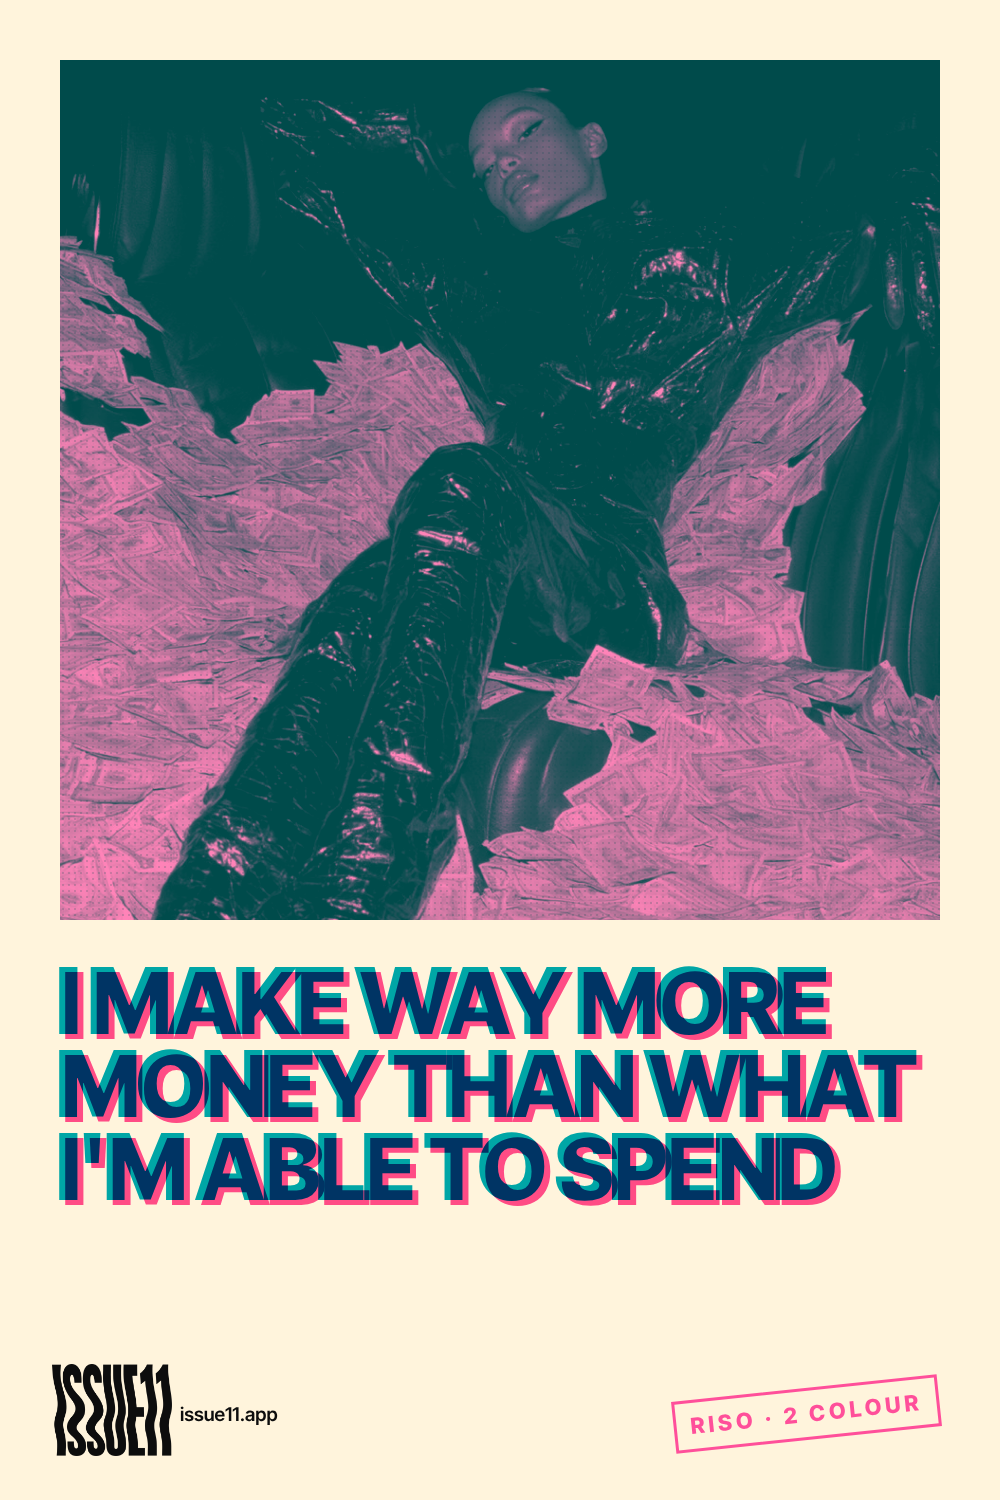 I MAKE WAY MORE
MONEY THAN WHAT
I'M ABLE TO SPEND
ISSUE11
issue11.app
RISO · 2 COLOUR